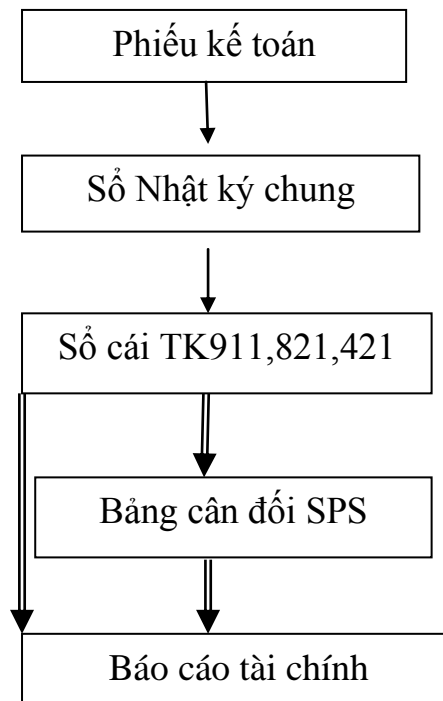 Phiếu kế toán
Sổ Nhật ký chung
Sổ cái TK911,821,421
Bảng cân đối SPS
Báo cáo tài chính